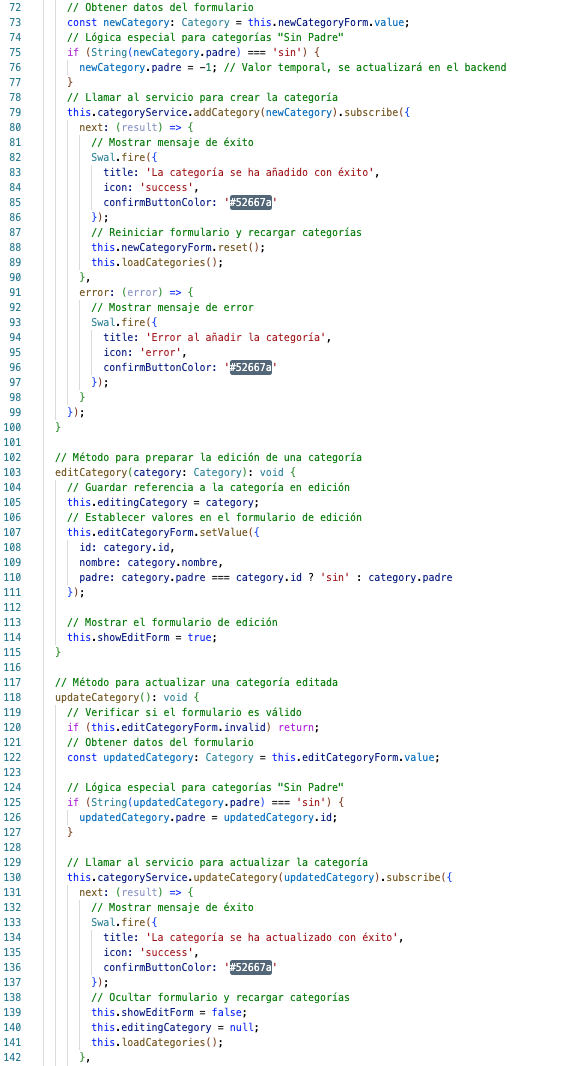 72 // Obtener datos del formulario
73 const newCategory: Category = this.newCategoryForm.value;
74 // Lógica especial para categorías "Sin Padre"
75 if (String(newCategory.padre) === 'sin') {
76 newCategory.padre = -1; // Valor temporal, se actualizará en el backend
77 }
78 // Llamar al servicio para crear la categoría
79 this.categoryService.addCategory(newCategory).subscribe({
80 next: (result) => {
81 // Mostrar mensaje de éxito
82 Swal.fire({
83 title: 'La categoría se ha añadido con éxito',
84 icon: 'success',
85 confirmButtonColor: '#52667a'
86 });
87 // Reiniciar formulario y recargar categorías
88 this.newCategoryForm.reset();
89 this.loadCategories();
90 },
91 error: (error) => {
92 // Mostrar mensaje de error
93 Swal.fire({
94 title: 'Error al añadir la categoría',
95 icon: 'error',
96 confirmButtonColor: '#52667a'
97 });
98 }
99 });
100 }
101
102 // Método para preparar la edición de una categoría
103 editCategory(category: Category): void {
104 // Guardar referencia a la categoría en edición
105 this.editingCategory = category;
106 // Establecer valores en el formulario de edición
107 this.editCategoryForm.setValue({
108 id: category.id,
109 nombre: category.nombre,
110 padre: category.padre === category.id ? 'sin' : category.padre
111 });
112
113 // Mostrar el formulario de edición
114 this.showEditForm = true;
115 }
116
117 // Método para actualizar una categoría editada
118 updateCategory(): void {
119 // Verificar si el formulario es válido
120 if (this.editCategoryForm.invalid) return;
121 // Obtener datos del formulario
122 const updatedCategory: Category = this.editCategoryForm.value;
123
124 // Lógica especial para categorías "Sin Padre"
125 if (String(updatedCategory.padre) === 'sin') {
126 updatedCategory.padre = updatedCategory.id;
127 }
128
129 // Llamar al servicio para actualizar la categoría
130 this.categoryService.updateCategory(updatedCategory).subscribe({
131 next: (result) => {
132 // Mostrar mensaje de éxito
133 Swal.fire({
134 title: 'La categoría se ha actualizado con éxito',
135 icon: 'success',
136 confirmButtonColor: '#52667a'
137 });
138 // Ocultar formulario y recargar categorías
139 this.showEditForm = false;
140 this.editingCategory = null;
141 this.loadCategories();
142 },